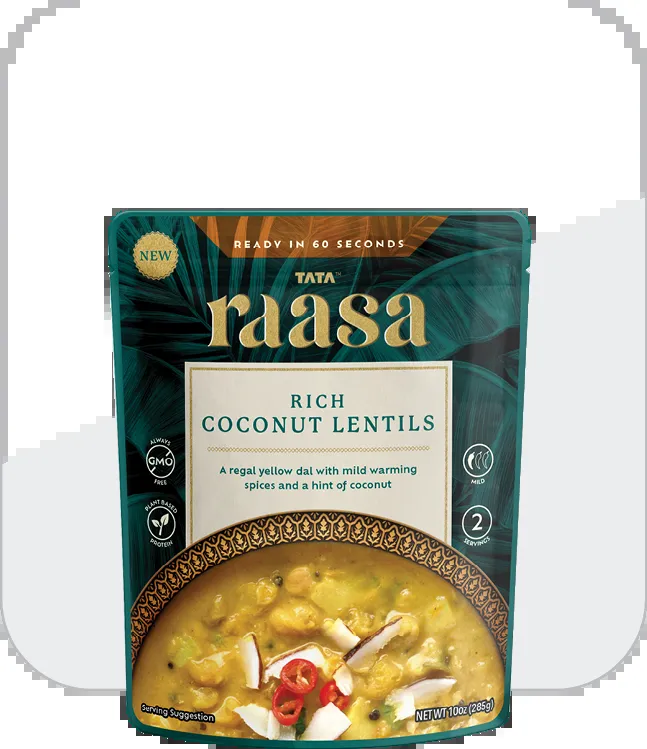 READY IN 60 SECONDS
NEW
TATA™
raasa
RICH
COCONUT LENTILS
A regal yellow dal with mild warming
spices and a hint of coconut
ALWAYS
GMO
FREE
MILD
PLANT BASED
PROTEIN
2
SERVINGS
Serving Suggestion
NET WT 10oz (285g)